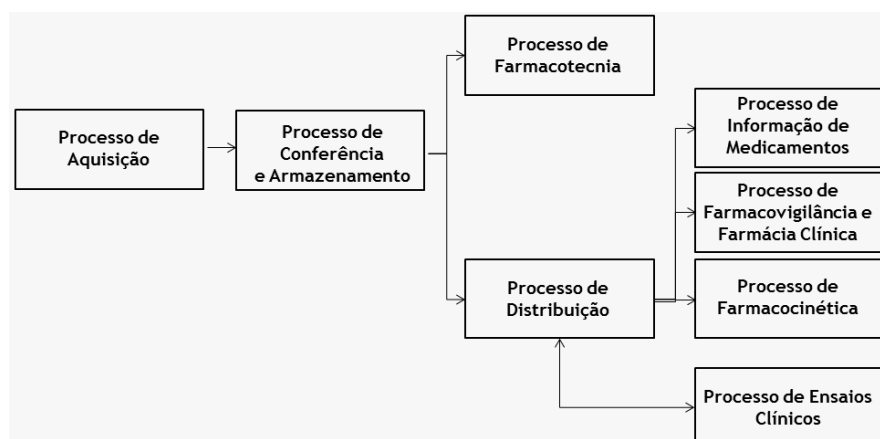 Processo de
Farmacotecnia
Processo de
Aquisição
Processo de
Conferência
e Armazenamento
Processo de
Informação de
Medicamentos
Processo de
Farmacovigilância e
Farmácia Clínica
Processo de
Distribuição
Processo de
Farmacocinética
Processo de Ensaios
Clínicos